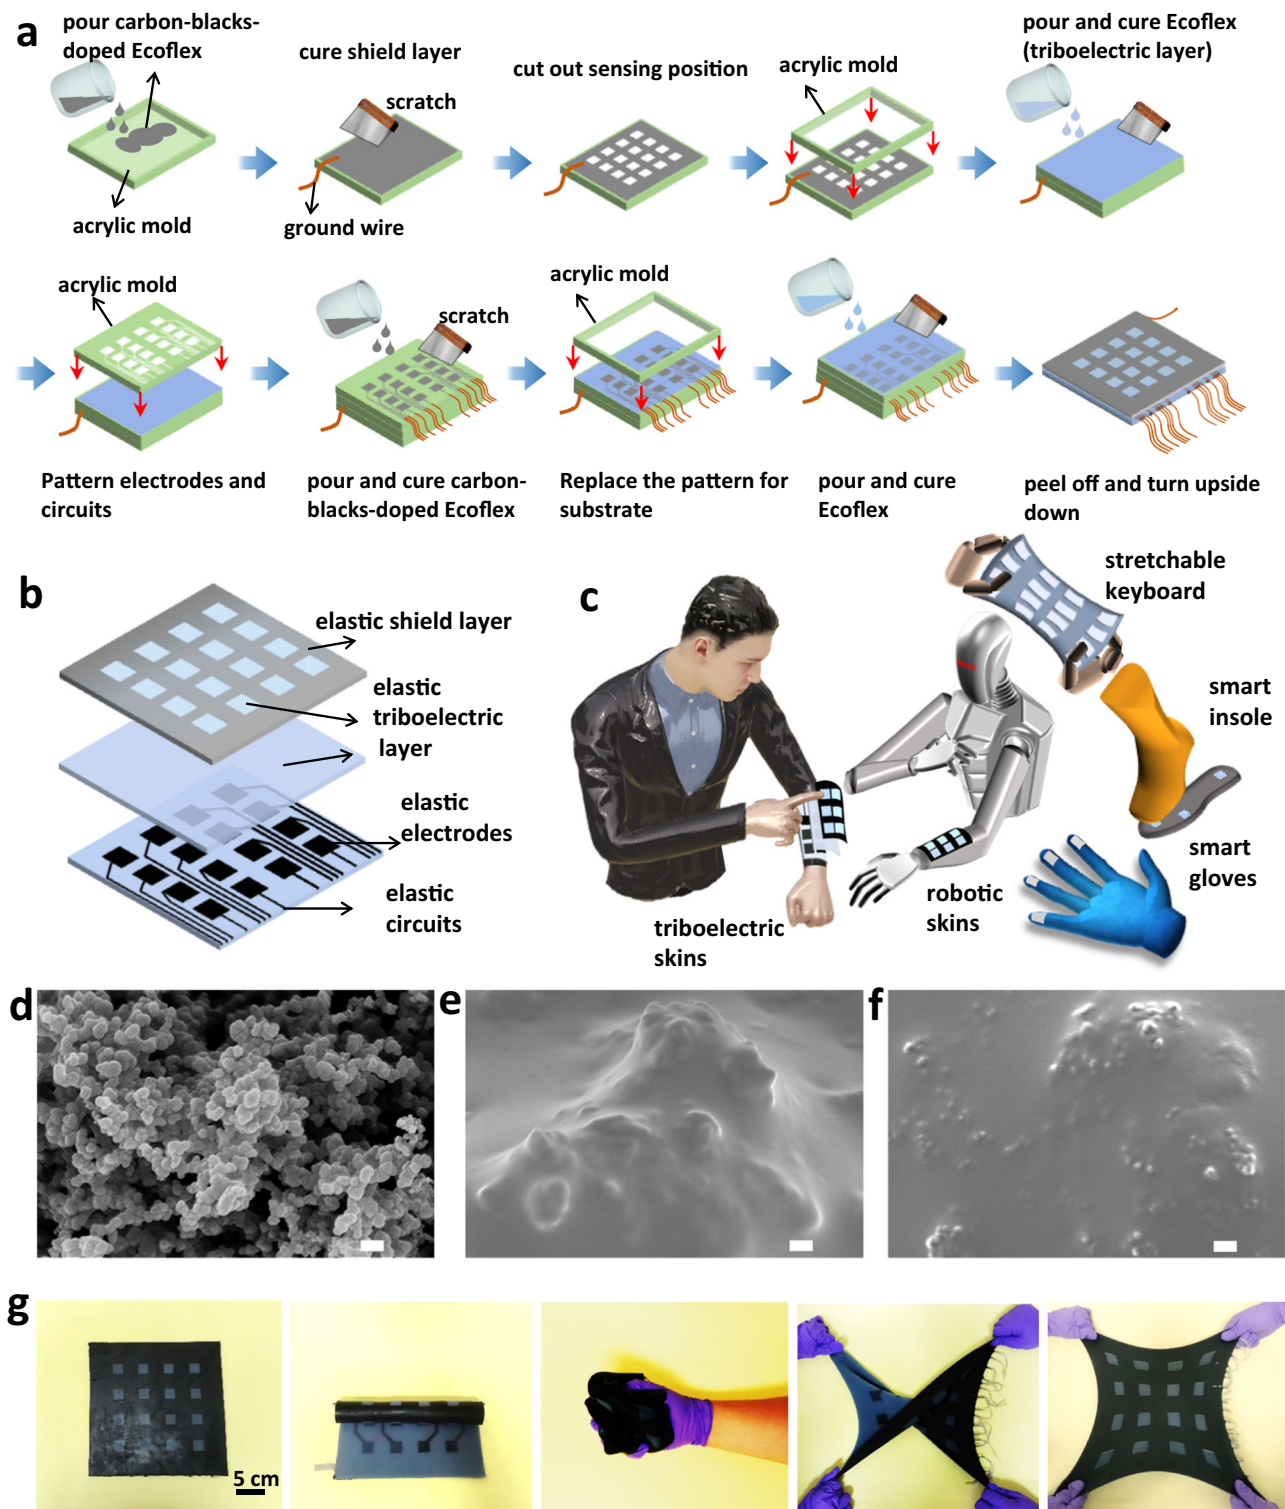 a
pour carbon-blacks-
doped Ecoflex
cure shield layer
scratch
cut out sensing position
acrylic mold
pour and cure Ecoflex
(triboelectric layer)
acrylic mold
ground wire
acrylic mold
scratch
acrylic mold
Pattern electrodes and
circuits
pour and cure carbon-
blacks-doped Ecoflex
Replace the pattern for
substrate
pour and cure
Ecoflex
peel off and turn upside
down
b
elastic shield layer
elastic
triboelectric
layer
elastic
electrodes
elastic
circuits
c
stretchable
keyboard
smart
insole
smart
gloves
robotic
skins
triboelectric
skins
d
e
f
g
5 cm